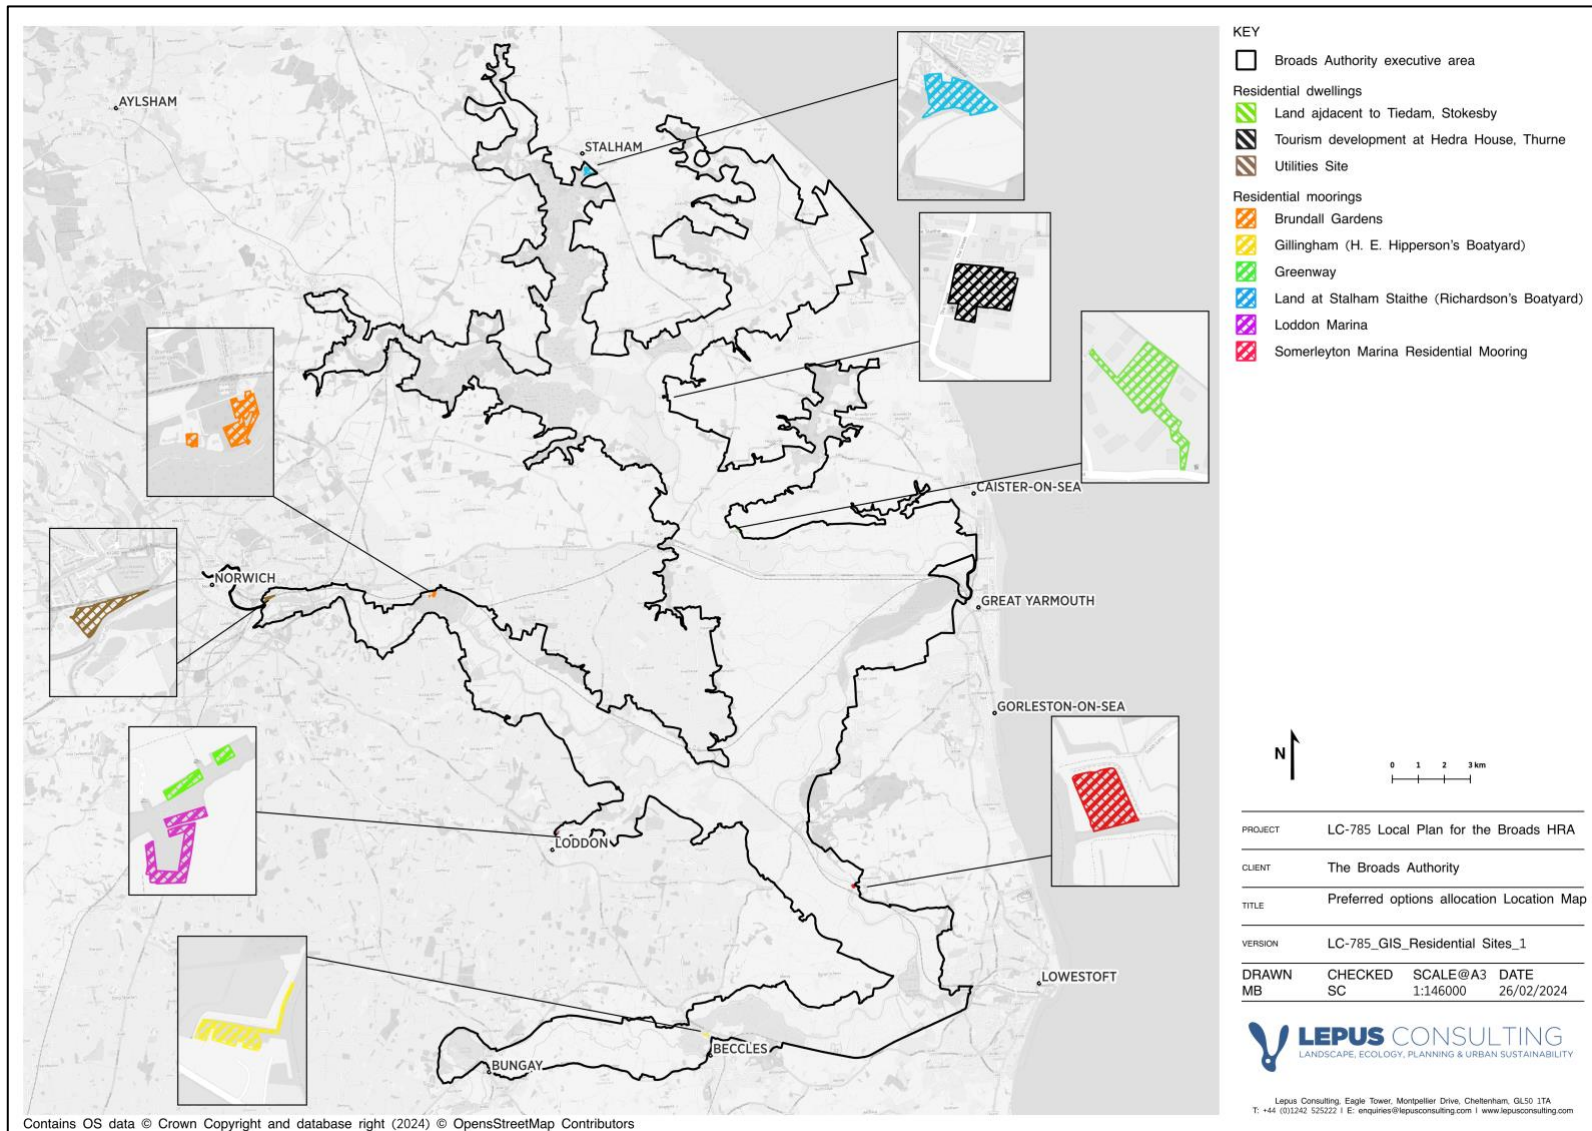 AYLSHAM
STALHAM
CAISTER-ON-SEA
NORWICH
GREAT YARMOUTH
GORLESTON-ON-SEA
LODDON
LOWESTOFT
BECCLES
BUNGAY
Contains OS data © Crown Copyright and database right (2024) © OpenStreetMap Contributors
KEY
Broads Authority executive area
Residential dwellings
Land ajdacent to Tiedam, Stokesby
Tourism development at Hedra House, Thurne
Utilities Site
Residential moorings
Brundall Gardens
Gillingham (H. E. Hipperson's Boatyard)
Greenway
Land at Stalham Staithe (Richardson's Boatyard)
Loddon Marina
Somerleyton Marina Residential Mooring
N
0 1 2 3 km
PROJECT LC-785 Local Plan for the Broads HRA
CLIENT The Broads Authority
TITLE Preferred options allocation Location Map
VERSION LC-785_GIS_Residential Sites_1
DRAWN CHECKED SCALE@A3 DATE
MB SC 1:146000 26/02/2024
LEPUS CONSULTING
LANDSCAPE, ECOLOGY, PLANNING & URBAN SUSTAINABILITY
Lepus Consulting, Eagle Tower, Montpellier Drive, Cheltenham, GL50 1TA
T: +44 (0)1242 525222 | E: enquiries@lepusconsulting.com | www.lepusconsulting.com